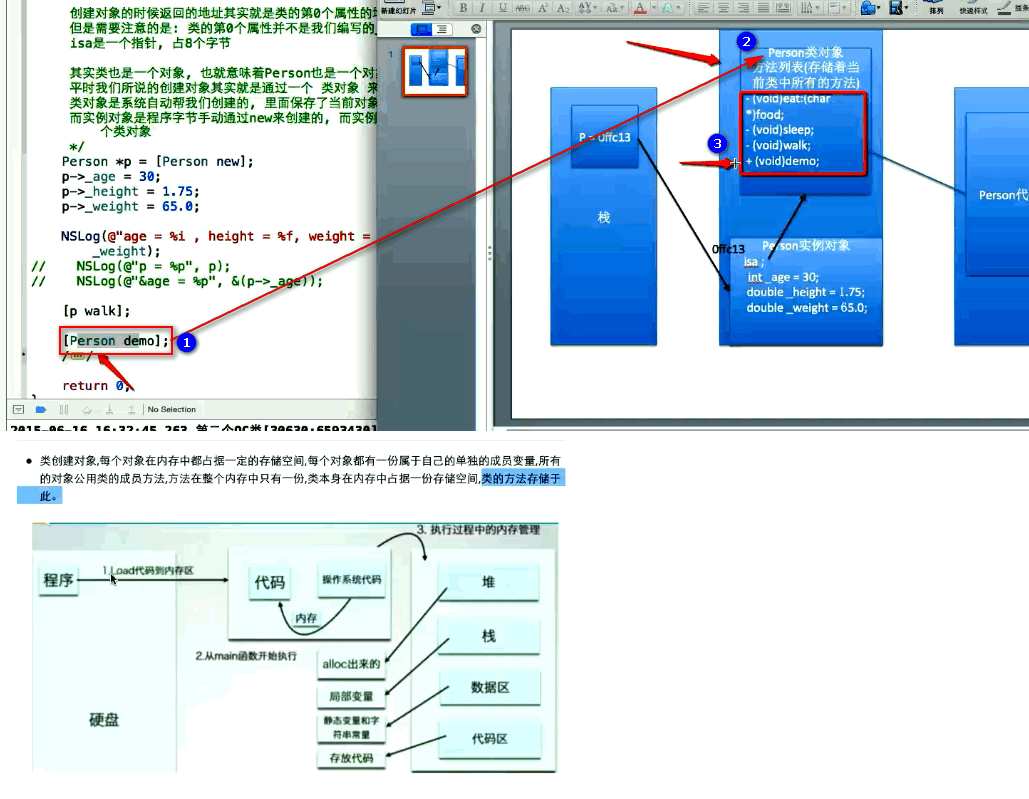 创建对象的时候返回的地址其实就是类的第0个属性的
但是需要注意的是: 类的第0个属性并不是我们编写的
isa是一个指针, 占8个字节
其实类也是一个对象, 也就意味着Person也是一个对
平时我们所说的创建对象其实就是通过一个 类对象 来
类对象是系统自动帮我们创建的, 里面保存了当前对象
而实例对象是程序字节手动通过new来创建的, 而实例
个类对象
*/
Person *p = [Person new];
p->_age = 30;
p->_height = 1.75;
p->_weight = 65.0;
NSLog(@"age = %i , height = %f, weight =
_weight);
// NSLog(@"p = %p", p);
// NSLog(@"&age = %p", &(p->_age));
[p walk];
[Person demo];
1
return 0;
No Selection
2015-06-16 16:32:45.263 第二个OC类[30630:6593430]
新建幻灯片
排列
快速样式
1
P = 0ffc13
栈
2
Person类对象
方法列表(存储着当
前类中所有的方法)
- (void)eat:(char
*)food;
- (void)sleep;
- (void)walk;
+ (void)demo;
3
0ffc13
Person实例对象
isa ;
int _age = 30;
double _height = 1.75;
double _weight = 65.0;
Person代
● 类创建对象,每个对象在内存中都占据一定的存储空间,每个对象都有一份属于自己的单独的成员变量,所有
的对象公用类的成员方法,方法在整个内存中只有一份,类本身在内存中占据一份存储空间,类的方法存储于
此。
3. 执行过程中的内存管理
程序
1.Load代码到内存区
代码
操作系统代码
内存
堆
栈
2.从main函数开始执行
alloc出来的
局部变量
数据区
静态变量和字
符串常量
硬盘
代码区
存放代码